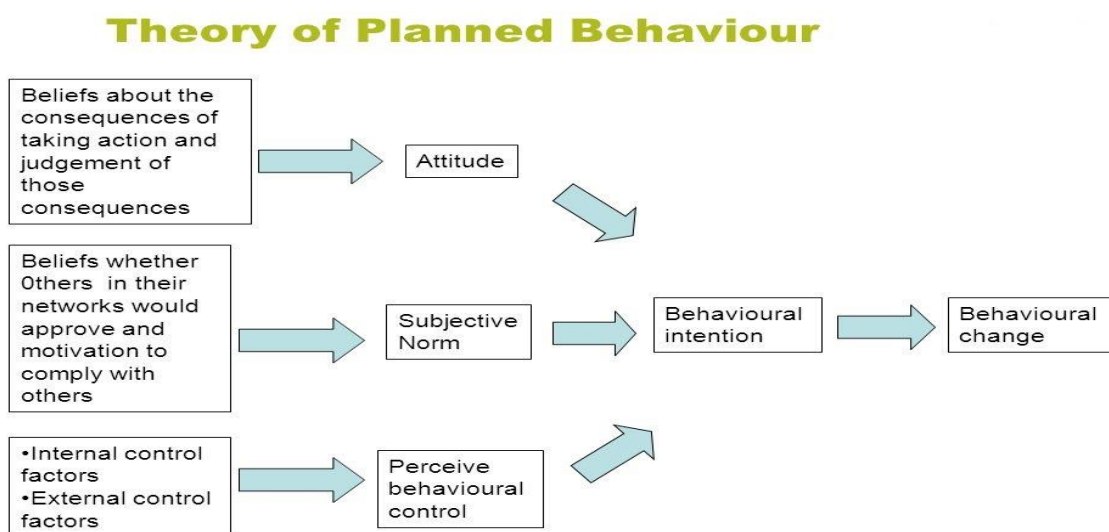 Theory of Planned Behaviour
Beliefs about the
consequences of
taking action and
judgement of
those
consequences
Attitude
Beliefs whether
0thers in their
networks would
approve and
motivation to
comply with
others
Subjective
Norm
Behavioural
intention
Behavioural
change
•Internal control
factors
•External control
factors
Perceive
behavioural
control